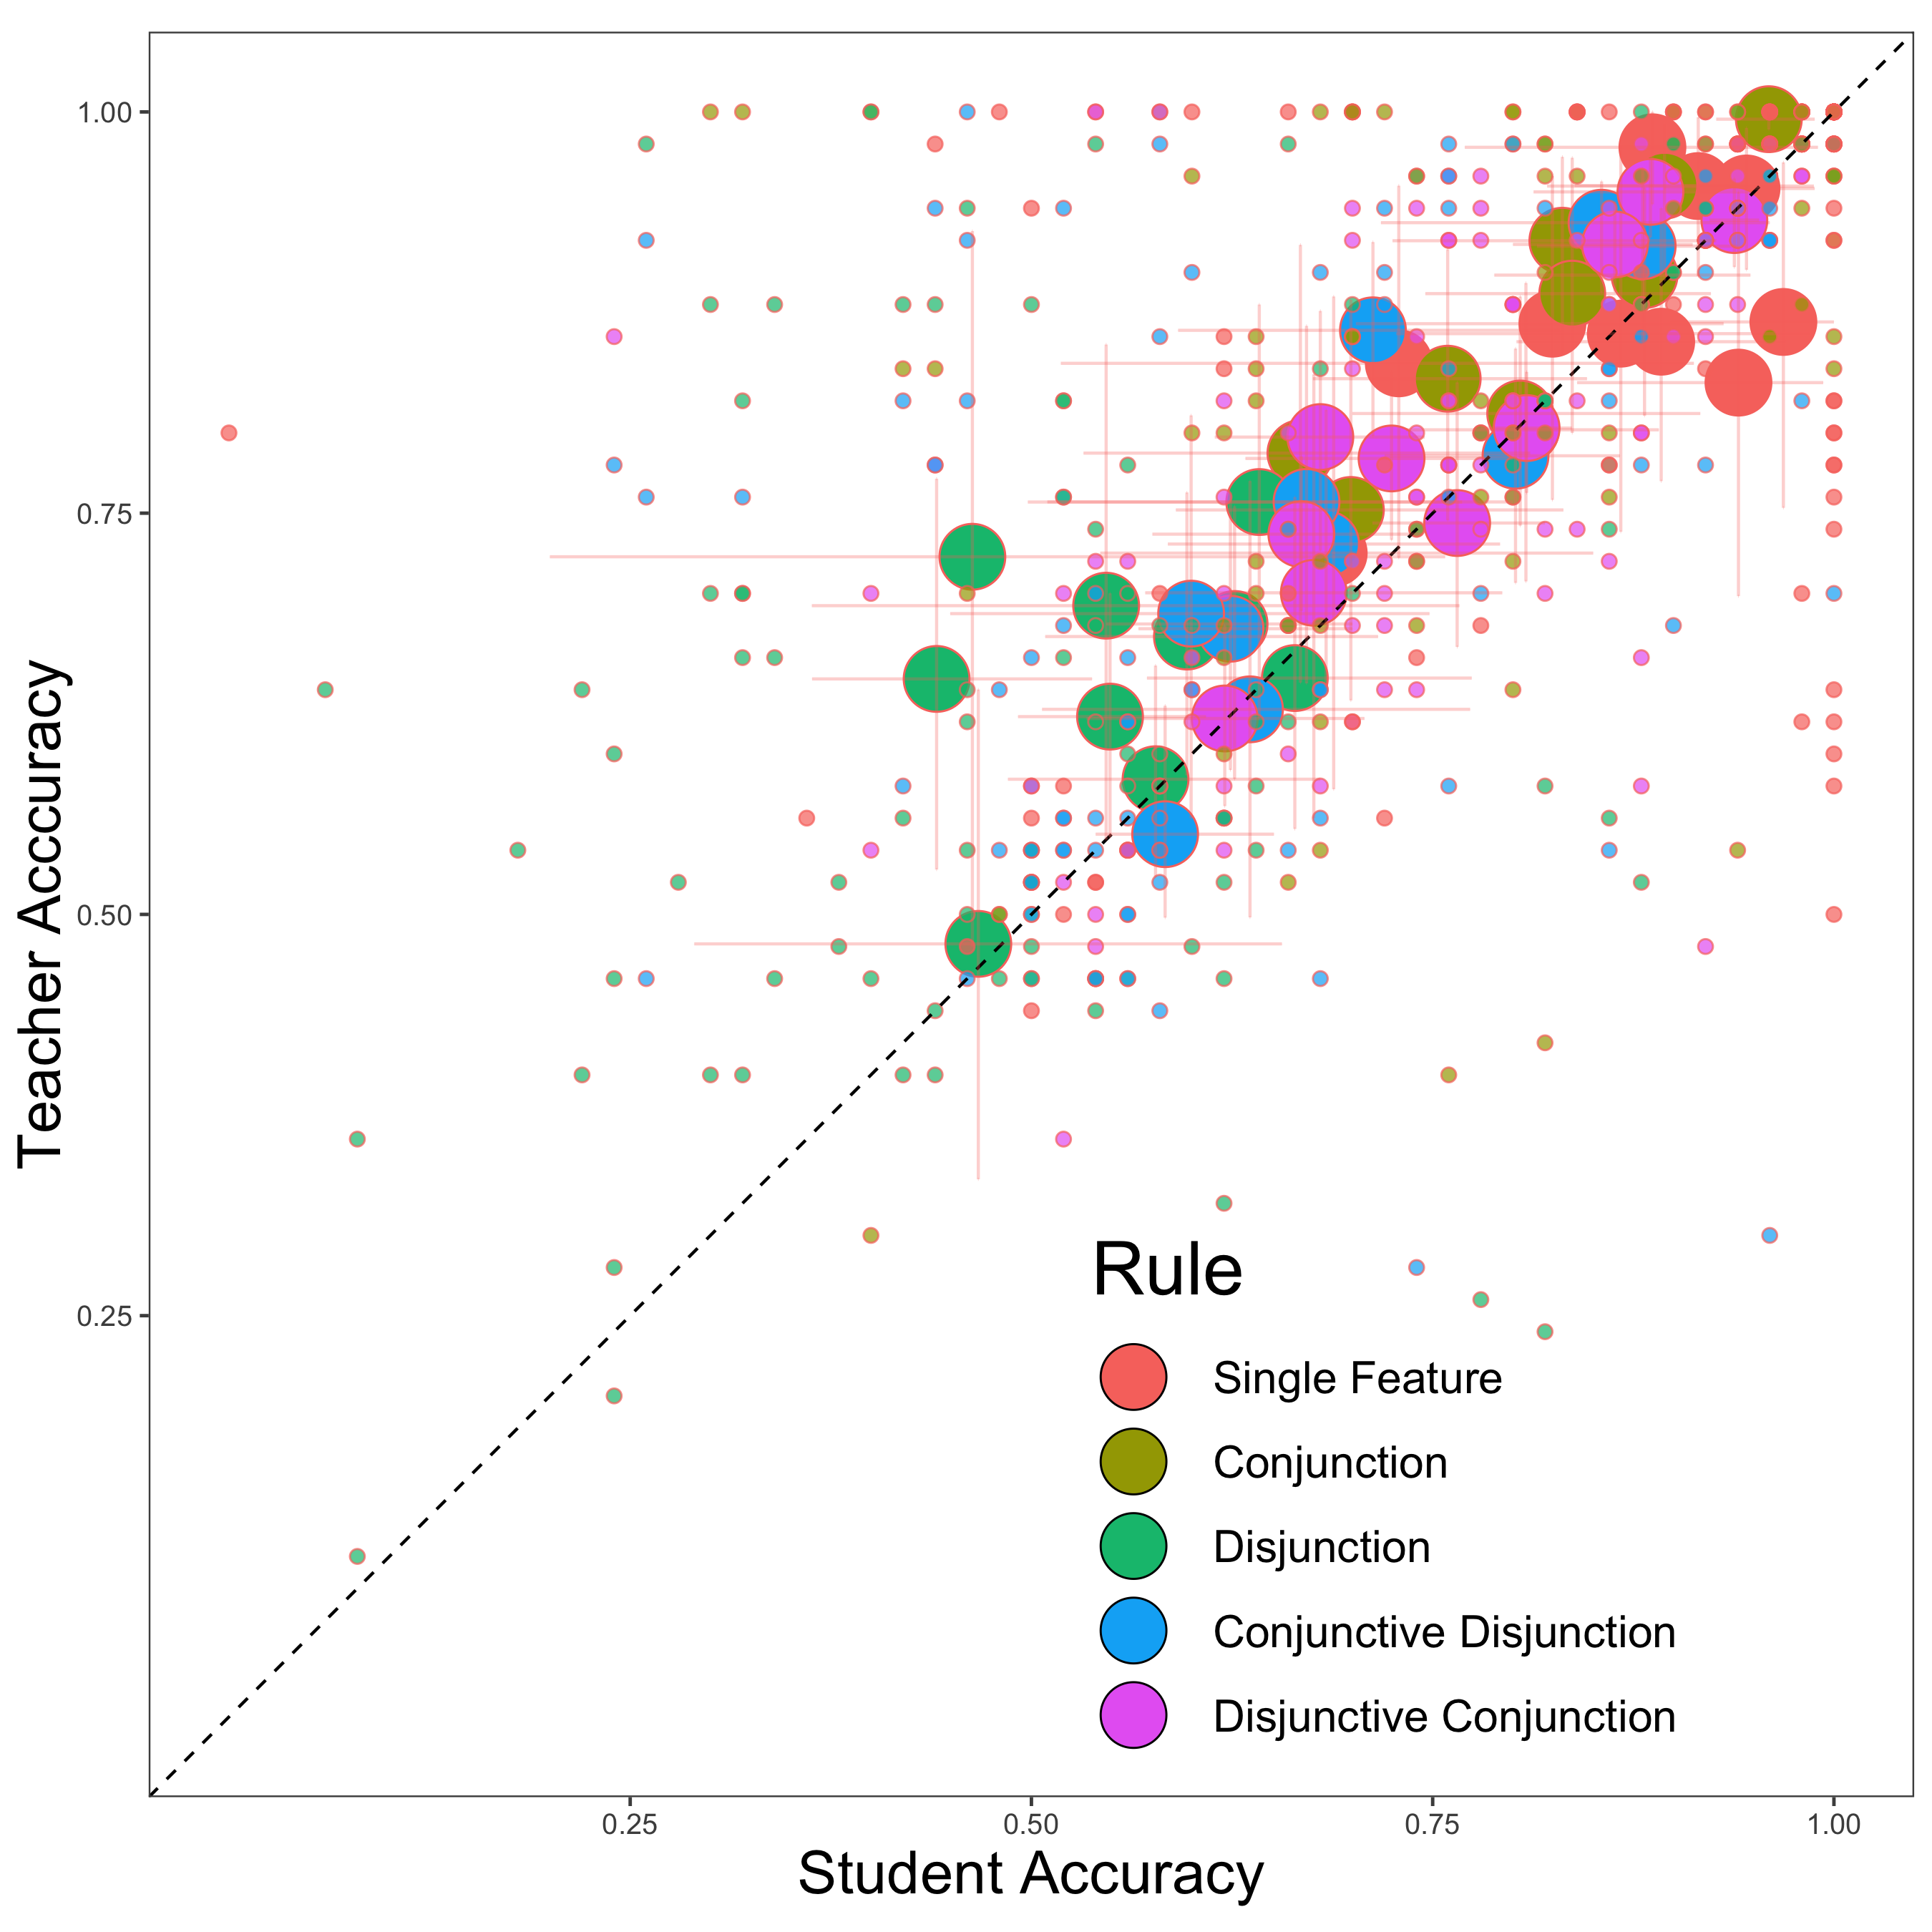 Teacher Accuracy
1.00
0.75
0.50
0.25
Rule
Single Feature
Conjunction
Disjunction
Conjunctive Disjunction
Disjunctive Conjunction
0.25
0.50
0.75
1.00
Student Accuracy